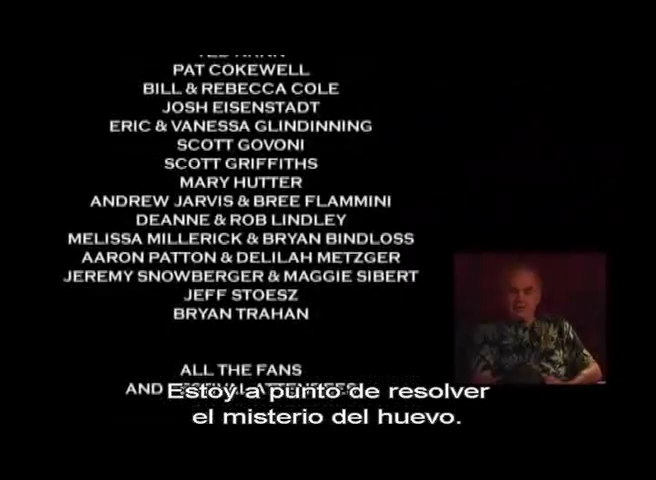 PAT COKEWELL
BILL & REBECCA COLE
JOSH EISENSTADT
ERIC & VANESSA GLINDINNING
SCOTT GOVONI
SCOTT GRIFFITHS
MARY HUTTER
ANDREW JARVIS & BREE FLAMMINI
DEANNE & ROB LINDLEY
MELISSA MILLERICK & BRYAN BINDLOSS
AARON PATTON & DELILAH METZGER
JEREMY SNOWBERGER & MAGGIE SIBERT
JEFF STOESZ
BRYAN TRAHAN
ALL THE FANS
AND
Estoy a punto de resolver
el misterio del huevo.